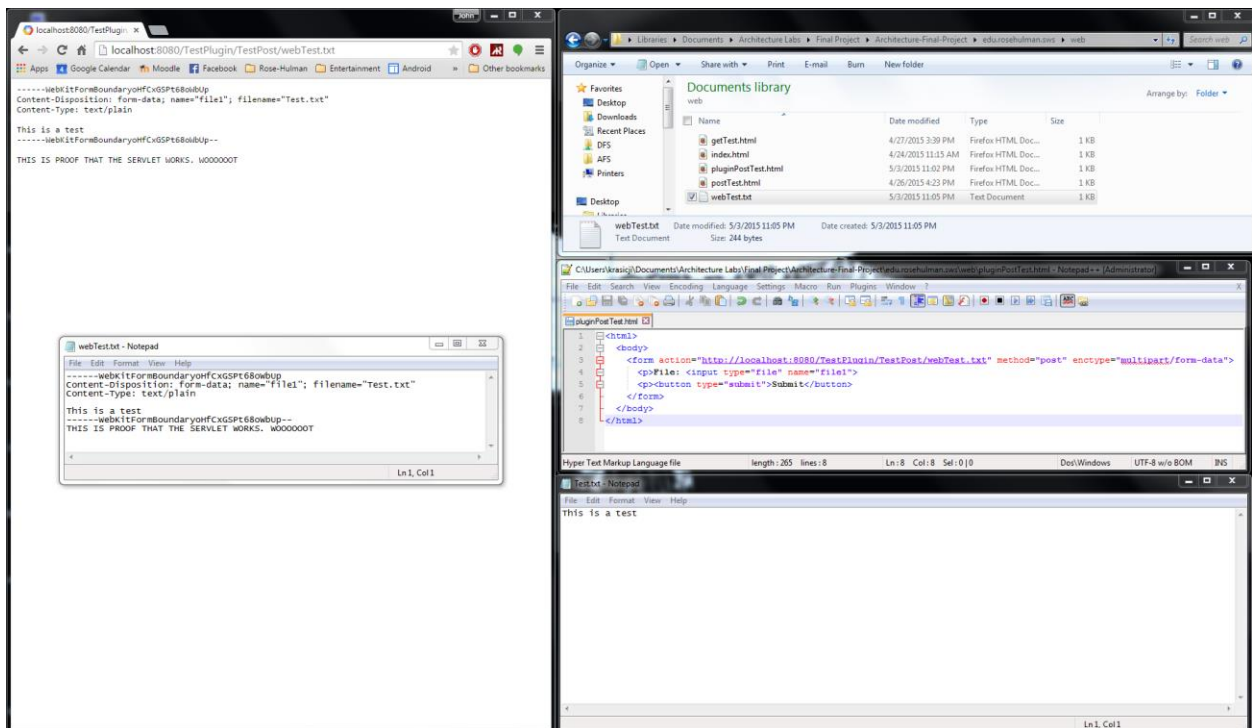 John
localhost:8080/TestPlugin
localhost:8080/TestPlugin/TestPost/webTest.txt
Apps Google Calendar Moodle Facebook Rose-Hulman Entertainment Android » Other bookmarks
------WebKitFormBoundaryoHfCxGSPt68owbUp
Content-Disposition: form-data; name="file1"; filename="Test.txt"
Content-Type: text/plain
This is a test
------WebKitFormBoundaryoHfCxGSPt68owbUp--
THIS IS PROOF THAT THE SERVLET WORKS. WOOOOOOT
webTest.txt - Notepad
File Edit Format View Help
------WebKitFormBoundaryoHfCxGSPt68owbUp
Content-Disposition: form-data; name="file1"; filename="Test.txt"
Content-Type: text/plain
This is a test
------WebKitFormBoundaryoHfCxGSPt68owbUp--
THIS IS PROOF THAT THE SERVLET WORKS. WOOOOOOT
Ln 1, Col 1
Libraries Documents Architecture Labs Final Project Architecture-Final-Project edu.rosehulman.sws web Search web
Organize Open Share with Print E-mail Burn New folder
Favorites
Desktop
Downloads
Recent Places
DFS
AFS
Printers
Desktop
Documents library
web
Arrange by: Folder
Name Date modified Type Size
getTest.html 4/27/2015 3:39 PM Firefox HTML Doc... 1 KB
index.html 4/24/2015 11:15 AM Firefox HTML Doc... 1 KB
pluginPostTest.html 5/3/2015 11:02 PM Firefox HTML Doc... 1 KB
postTest.html 4/26/2015 4:23 PM Firefox HTML Doc... 1 KB
webTest.txt 5/3/2015 11:05 PM Text Document 1 KB
webTest.txt Date modified: 5/3/2015 11:05 PM Date created: 5/3/2015 11:05 PM
Text Document Size: 244 bytes
C:\Users\krasicji\Documents\Architecture Labs\Final Project\Architecture-Final-Project\edu.rosehulman.sws\web\pluginPostTest.html - Notepad++ [Administrator]
File Edit Search View Encoding Language Settings Macro Run Plugins Window ? X
pluginPostTest.html
1 <html>
2 <body>
3 <form action="http://localhost:8080/TestPlugin/TestPost/webTest.txt" method="post" enctype="multipart/form-data">
4 <p>File: <input type="file" name="file1">
5 <p><button type="submit">Submit</button>
6 </form>
7 </body>
8 </html>
Hyper Text Markup Language file length : 265 lines : 8 Ln : 8 Col : 8 Sel : 0 | 0 Dos\Windows UTF-8 w/o BOM INS
Test.txt - Notepad
File Edit Format View Help
This is a test
Ln 1, Col 1